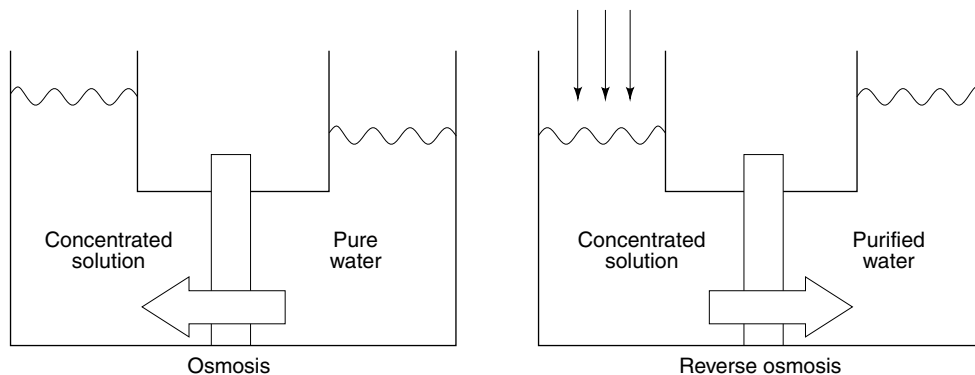 Concentrated
solution
Pure
water
Osmosis
Concentrated
solution
Purified
water
Reverse osmosis